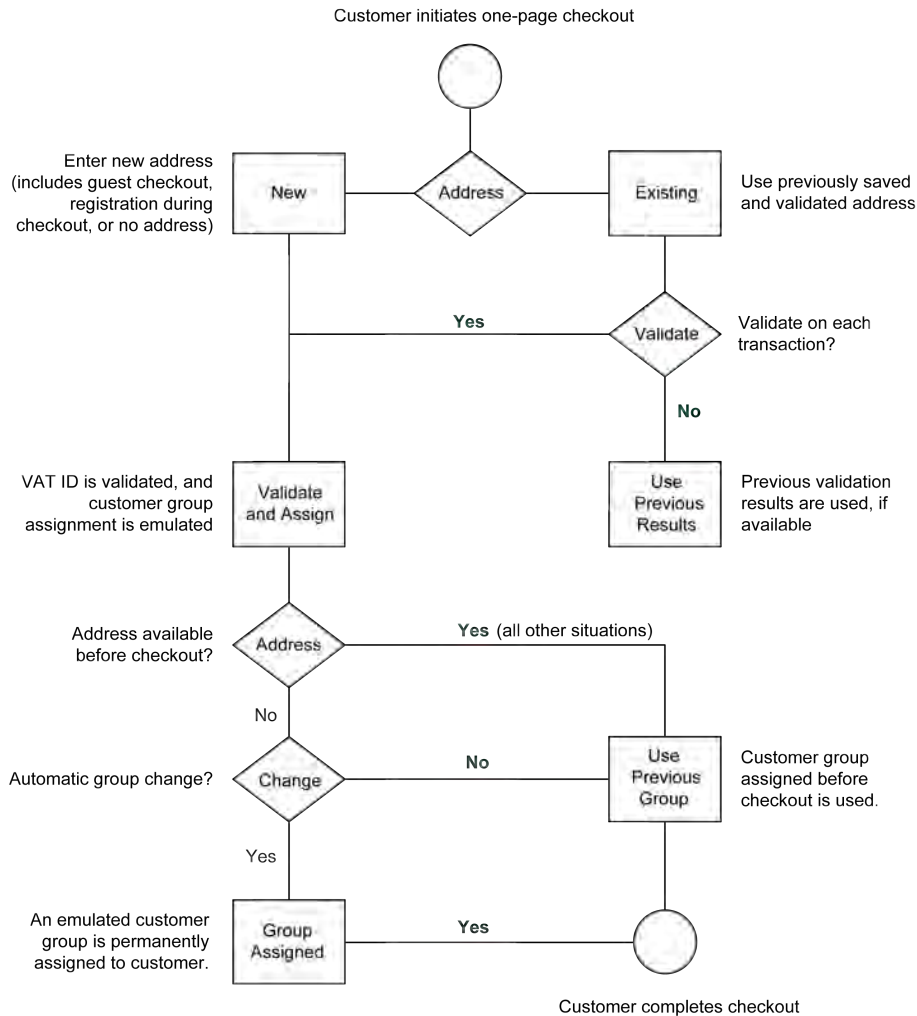 Customer initiates one-page checkout
Enter new address
(includes guest checkout,
registration during
checkout, or no address)
New
Address
Existing
Use previously saved
and validated address
Yes
Validate
Validate on each
transaction?
No
VAT ID is validated, and
customer group
assignment is emulated
Validate
and Assign
Use
Previous
Results
Previous validation
results are used, if
available
Address available
before checkout?
Address
Yes (all other situations)
No
Automatic group change?
Change
No
Use
Previous
Group
Customer group
assigned before
checkout is used.
Yes
An emulated customer
group is permanently
assigned to customer.
Group
Assigned
Yes
Customer completes checkout